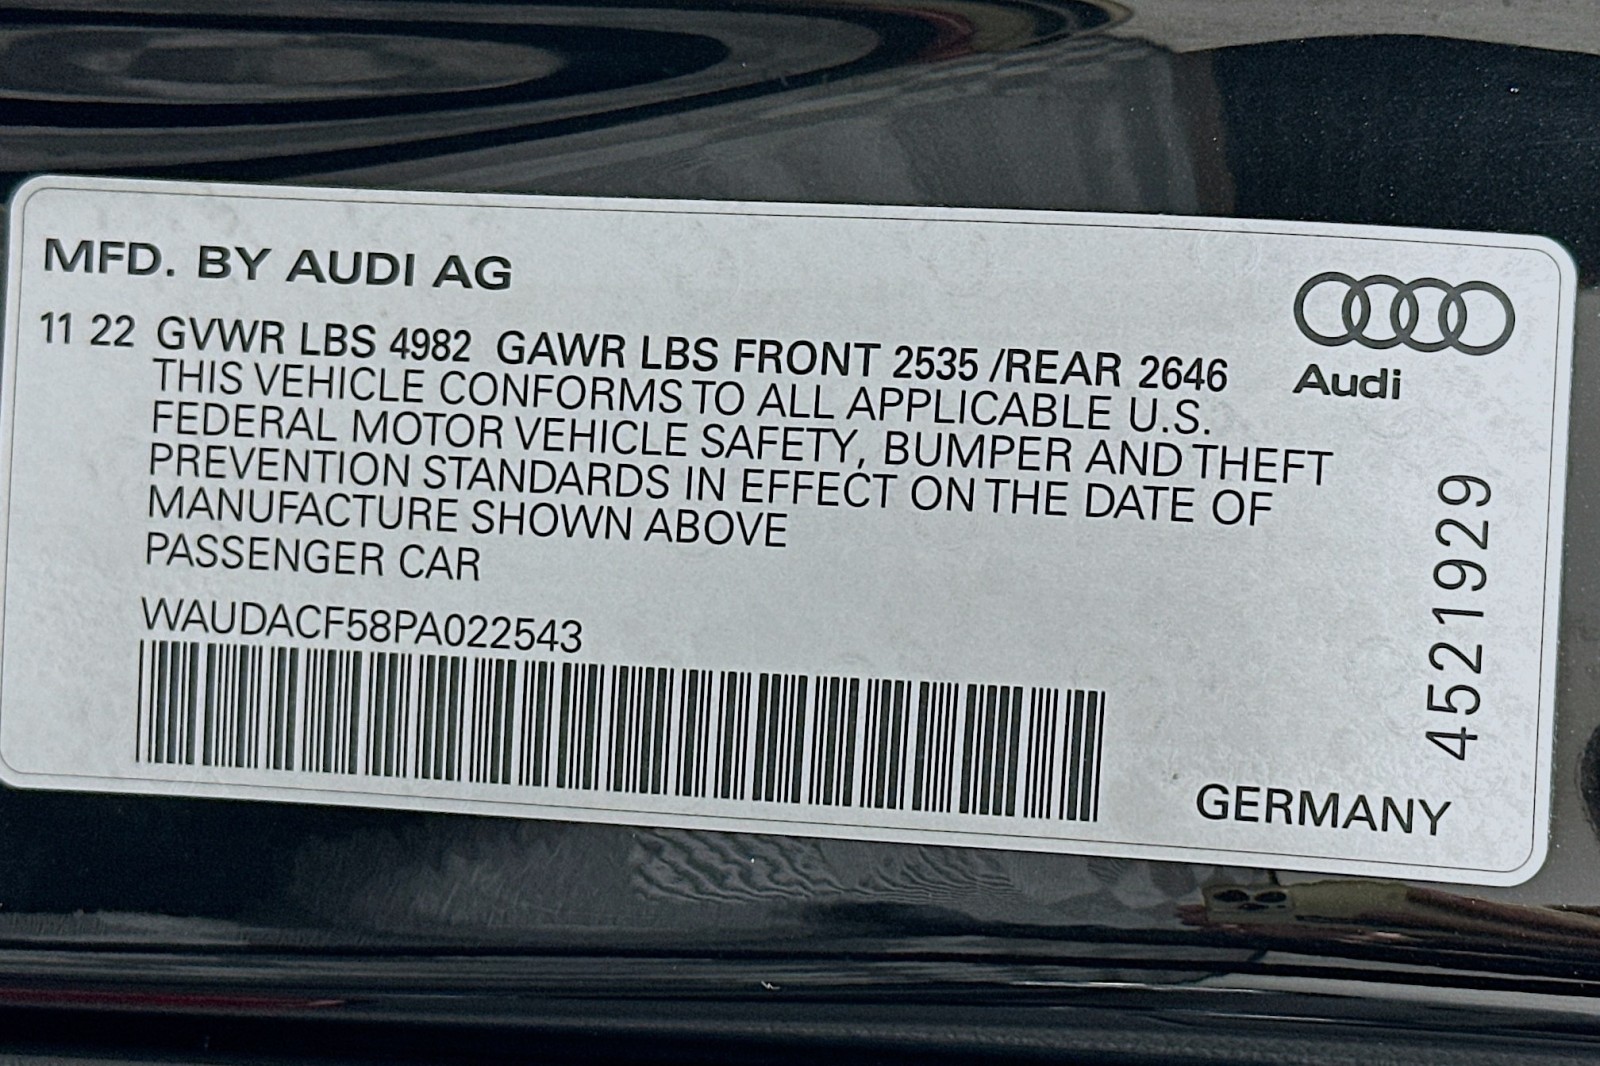 MFD. BY AUDI AG
11 22 GVWR LBS 4982 GAWR LBS FRONT 2535 /REAR 2646
THIS VEHICLE CONFORMS TO ALL APPLICABLE U.S.
FEDERAL MOTOR VEHICLE SAFETY, BUMPER AND THEFT
PREVENTION STANDARDS IN EFFECT ON THE DATE OF
MANUFACTURE SHOWN ABOVE
PASSENGER CAR
WAUDACF58PA022543
Audi
4521929
GERMANY